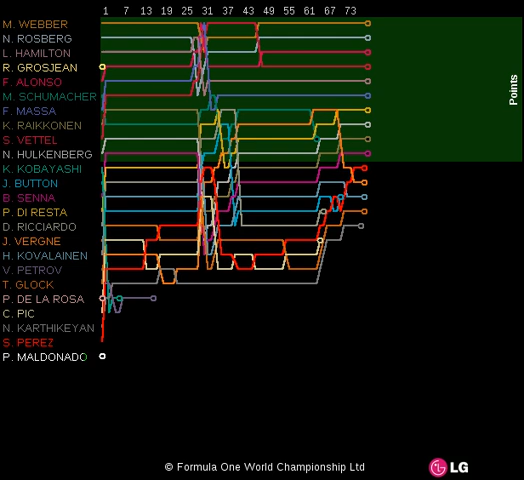 1 7 13 19 25 31 37 43 49 55 61 67 73
M. WEBBER
N. ROSBERG
L. HAMILTON
R. GROSJEAN
F. ALONSO
M. SCHUMACHER
F. MASSA
K. RAIKKONEN
S. VETTEL
N. HULKENBERG
K. KOBAYASHI
J. BUTTON
B. SENNA
P. DI RESTA
D. RICCIARDO
J. VERGNE
H. KOVALAINEN
V. PETROV
T. GLOCK
P. DE LA ROSA
C. PIC
N. KARTHIKEYAN
S. PEREZ
P. MALDONADO
Points
© Formula One World Championship Ltd
LG